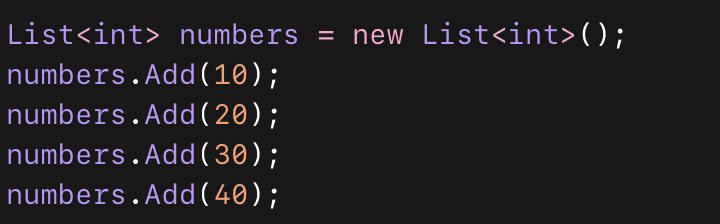 List<int> numbers = new List<int>();
numbers.Add(10);
numbers.Add(20);
numbers.Add(30);
numbers.Add(40);